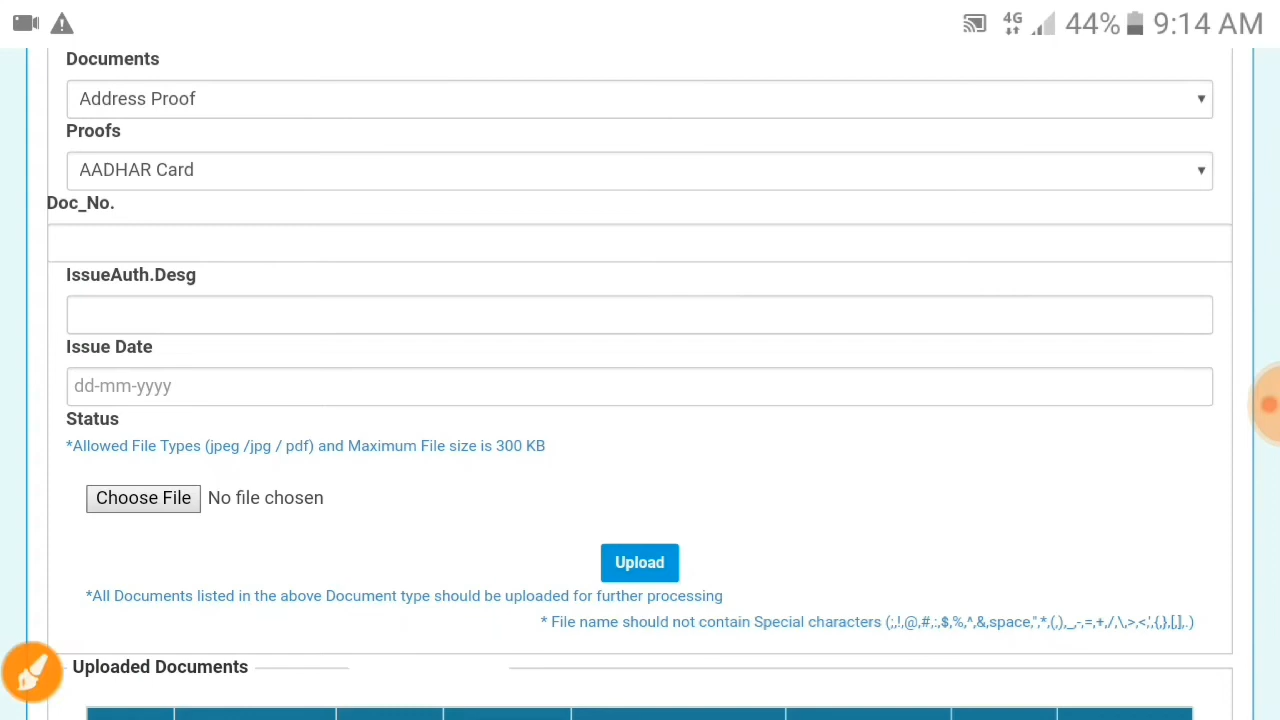 4G 44% 9:14 AM
Documents
Address Proof
Proofs
AADHAR Card
Doc_No.
IssueAuth.Desg
Issue Date
dd-mm-yyyy
Status
*Allowed File Types (jpeg /jpg / pdf) and Maximum File size is 300 KB
Choose File No file chosen
Upload
*All Documents listed in the above Document type should be uploaded for further processing
* File name should not contain Special characters (;,!,@,#,:,$,%,^,&,space,",*,(,),_,-,=,+,/,\,>,<,',{,},[,],.)
Uploaded Documents